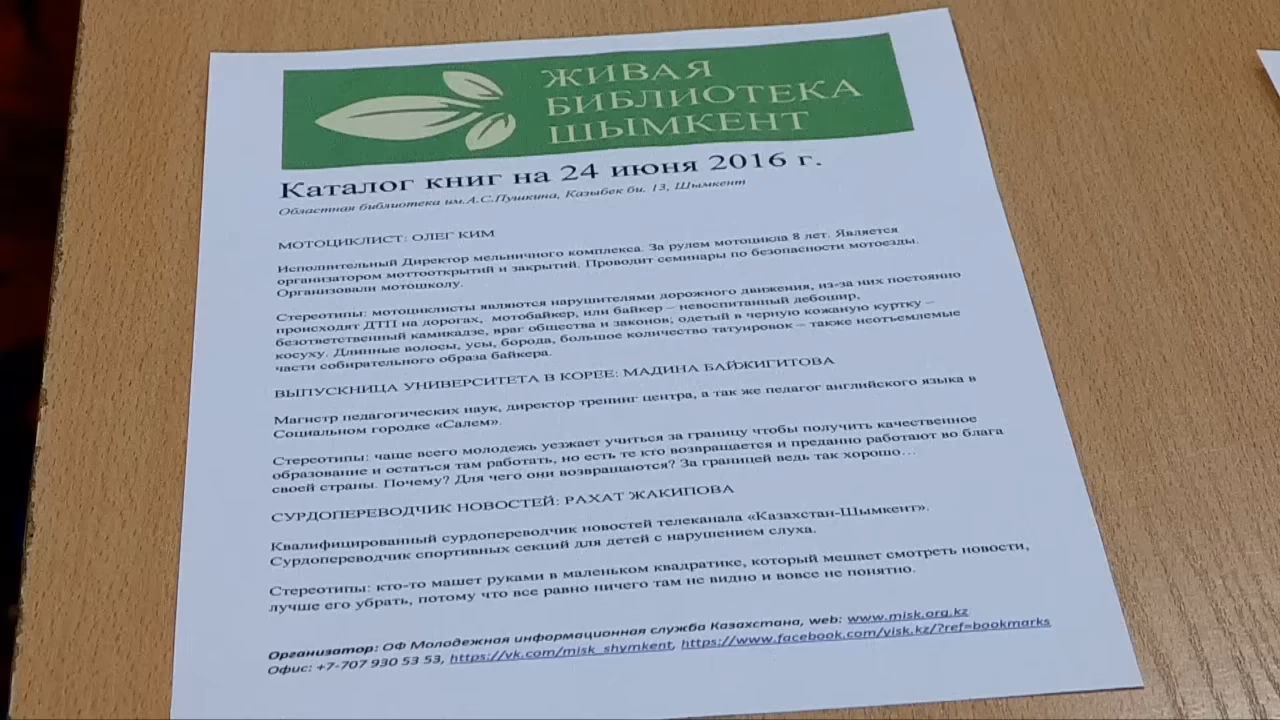 ЖИВАЯ
БИБЛИОТЕКА
ШЫМКЕНТ
Каталог книг на 24 июня 2016 г.
Областная библиотека им.А.С.Пушкина, Казыбек би. 13, Шымкент
МОТОЦИКЛИСТ: ОЛЕГ КИМ
Исполнительный Директор мельничного комплекса. За рулем мотоцикла 8 лет. Является
организатором моттооткрытий и закрытий. Проводит семинары по безопасности мотоезды.
Организовали мотошколу.
Стереотипы: мотоциклисты являются нарушителями дорожного движения, из-за них постоянно
происходят ДТП на дорогах, мотобайкер, или байкер – невоспитанный дебошир,
безответственный камикадзе, враг общества и законов; одетый в черную кожаную куртку –
косуху. Длинные волосы, усы, борода, большое количество татуировок – также неотъемлемые
части собирательного образа байкера.
ВЫПУСКНИЦА УНИВЕРСИТЕТА В КОРЕЕ: МАДИНА БАЙЖИГИТОВА
Магистр педагогических наук, директор тренинг центра, а так же педагог английского языка в
Социальном городке «Салем».
Стереотипы: чаще всего молодежь уезжает учиться за границу чтобы получить качественное
образование и остаться там работать, но есть те кто возвращается и преданно работают во блага
своей страны. Почему? Для чего они возвращаются? За границей ведь так хорошо…
СУРДОПЕРЕВОДЧИК НОВОСТЕЙ: РАХАТ ЖАКИПОВА
Квалифицированный сурдопереводчик новостей телеканала «Казахстан-Шымкент».
Сурдопереводчик спортивных секций для детей с нарушением слуха.
Стереотипы: кто-то машет руками в маленьком квадратике, который мешает смотреть новости,
лучше его убрать, потому что все равно ничего там не видно и вовсе не понятно.
Организатор: ОФ Молодежная информационная служба Казахстана, web: www.misk.org.kz
Офис: +7-707 930 53 53, https://vk.com/misk_shymkent, https://www.facebook.com/yisk.kz/?ref=bookmarks